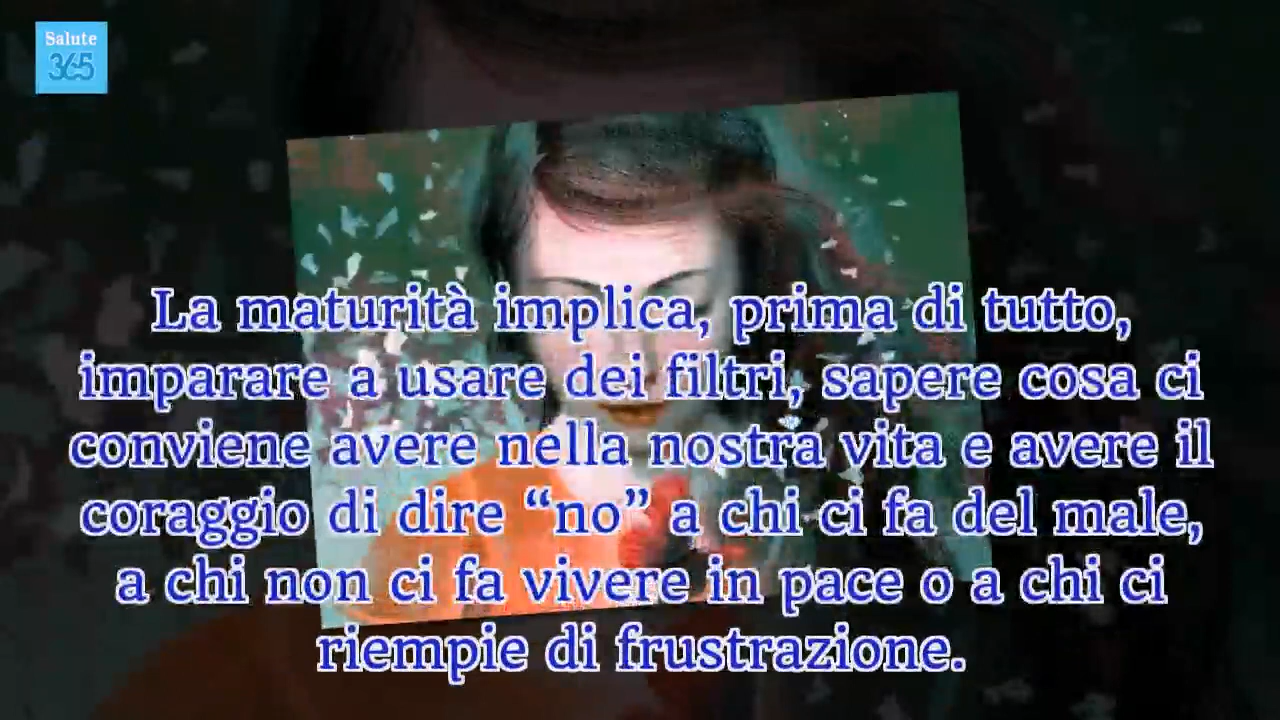 Salute
365
La maturità implica, prima di tutto,
imparare a usare dei filtri, sapere cosa ci
conviene avere nella nostra vita e avere il
coraggio di dire “no” a chi ci fa del male,
a chi non ci fa vivere in pace o a chi ci
riempie di frustrazione.